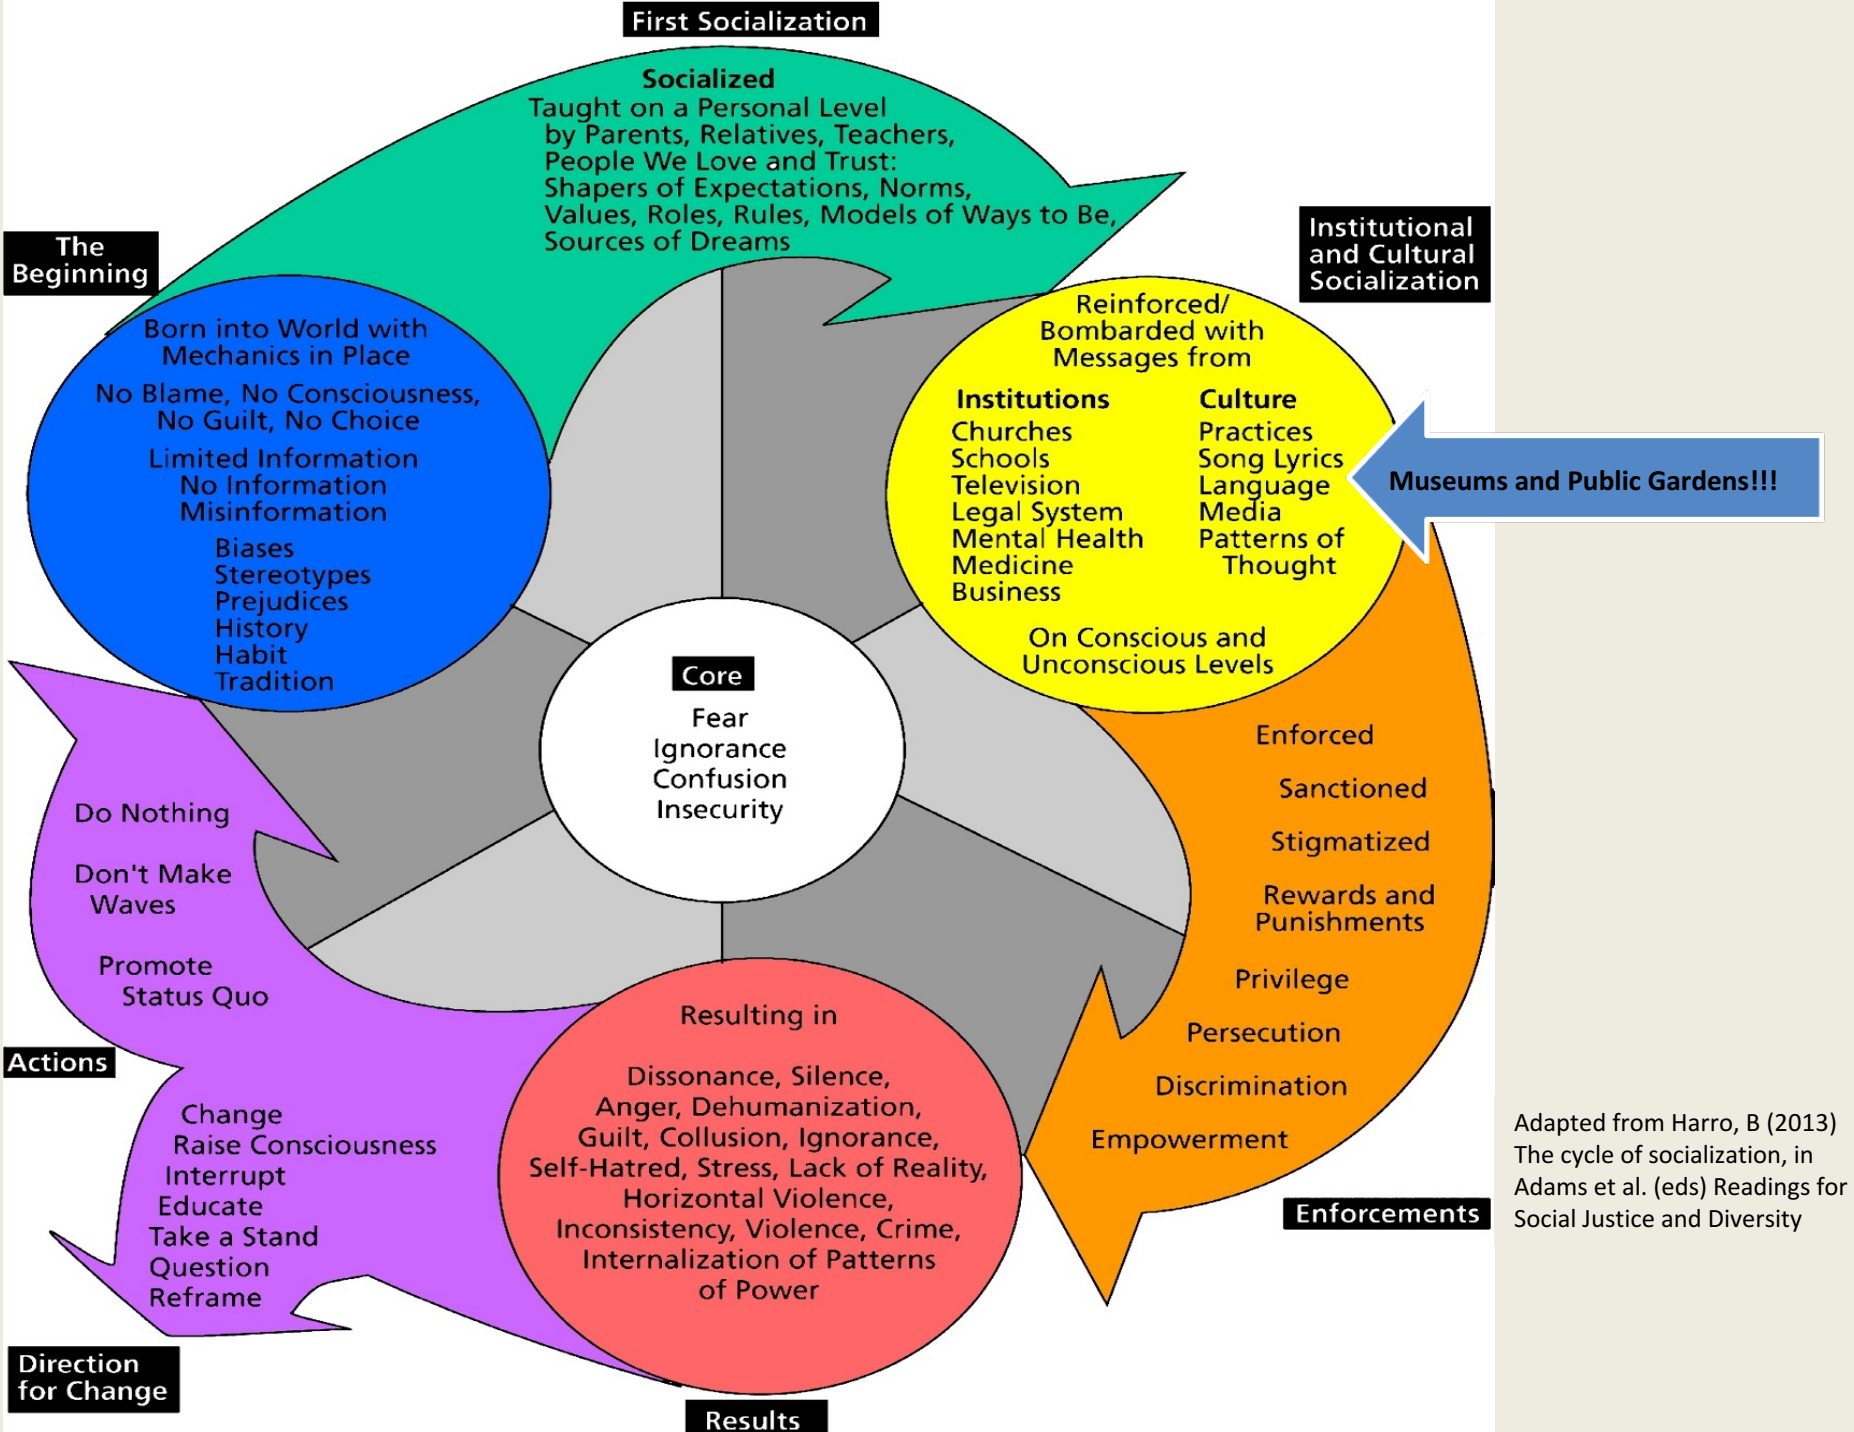 First Socialization
Socialized
Taught on a Personal Level
by Parents, Relatives, Teachers,
People We Love and Trust:
Shapers of Expectations, Norms,
Values, Roles, Rules, Models of Ways to Be,
Sources of Dreams
The
Beginning
Born into World with
Mechanics in Place
No Blame, No Consciousness,
No Guilt, No Choice
Limited Information
No Information
Misinformation
Biases
Stereotypes
Prejudices
History
Habit
Tradition
Institutional
and Cultural
Socialization
Reinforced/
Bombarded with
Messages from
Institutions
Churches
Schools
Television
Legal System
Mental Health
Medicine
Business
Culture
Practices
Song Lyrics
Language
Media
Patterns of
Thought
On Conscious and
Unconscious Levels
Museums and Public Gardens!!!
Core
Fear
Ignorance
Confusion
Insecurity
Enforced
Sanctioned
Stigmatized
Rewards and
Punishments
Privilege
Persecution
Discrimination
Empowerment
Enforcements
Resulting in
Dissonance, Silence,
Anger, Dehumanization,
Guilt, Collusion, Ignorance,
Self-Hatred, Stress, Lack of Reality,
Horizontal Violence,
Inconsistency, Violence, Crime,
Internalization of Patterns
of Power
Results
Do Nothing
Don't Make
Waves
Promote
Status Quo
Actions
Change
Raise Consciousness
Interrupt
Educate
Take a Stand
Question
Reframe
Direction
for Change
Adapted from Harro, B (2013)
The cycle of socialization, in
Adams et al. (eds) Readings for
Social Justice and Diversity